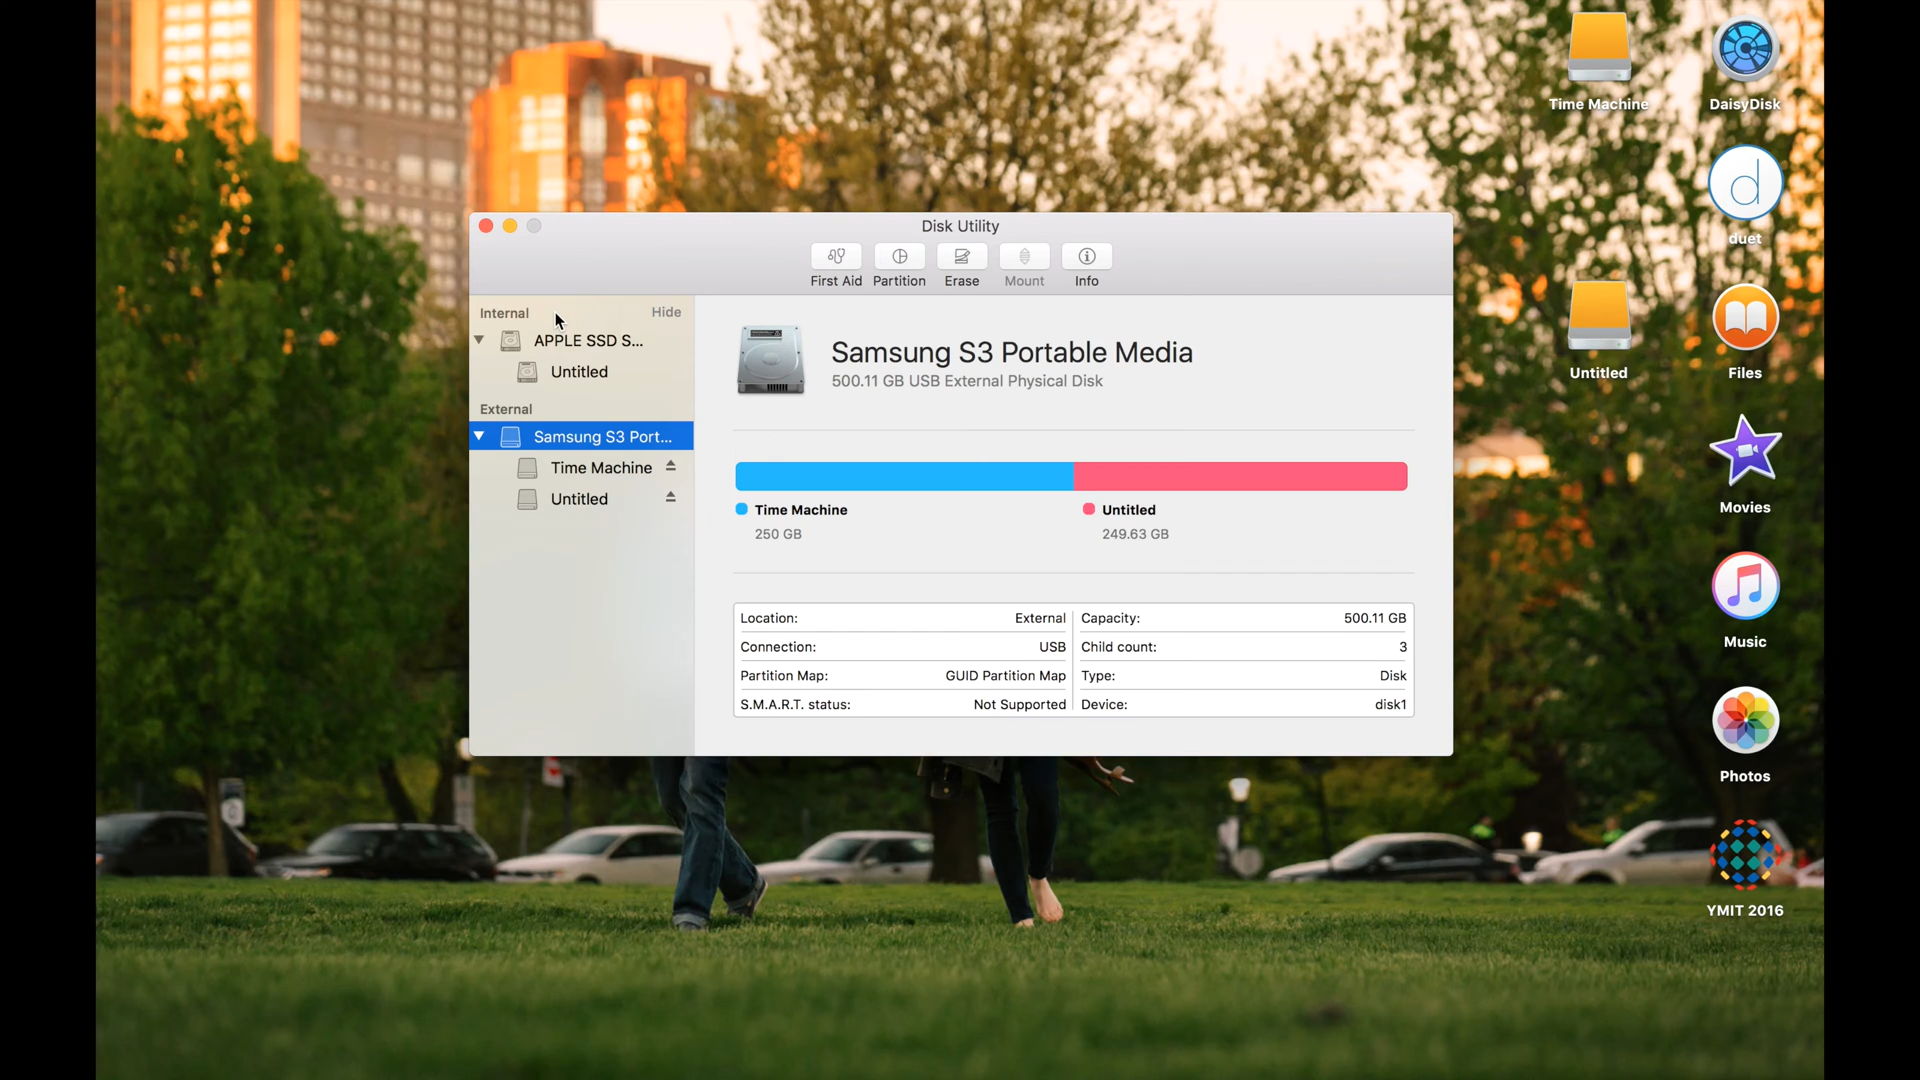 Time Machine
DaisyDisk
duet
Untitled
Files
Movies
Music
Photos
YMIT 2016
Disk Utility
First Aid
Partition
Erase
Mount
Info
Internal
Hide
APPLE SSD S...
Untitled
External
Samsung S3 Port...
Time Machine
Untitled
Samsung S3 Portable Media
500.11 GB USB External Physical Disk
Time Machine
250 GB
Untitled
249.63 GB
Location: External
Capacity: 500.11 GB
Connection: USB
Child count: 3
Partition Map: GUID Partition Map
Type: Disk
S.M.A.R.T. status: Not Supported
Device: disk1